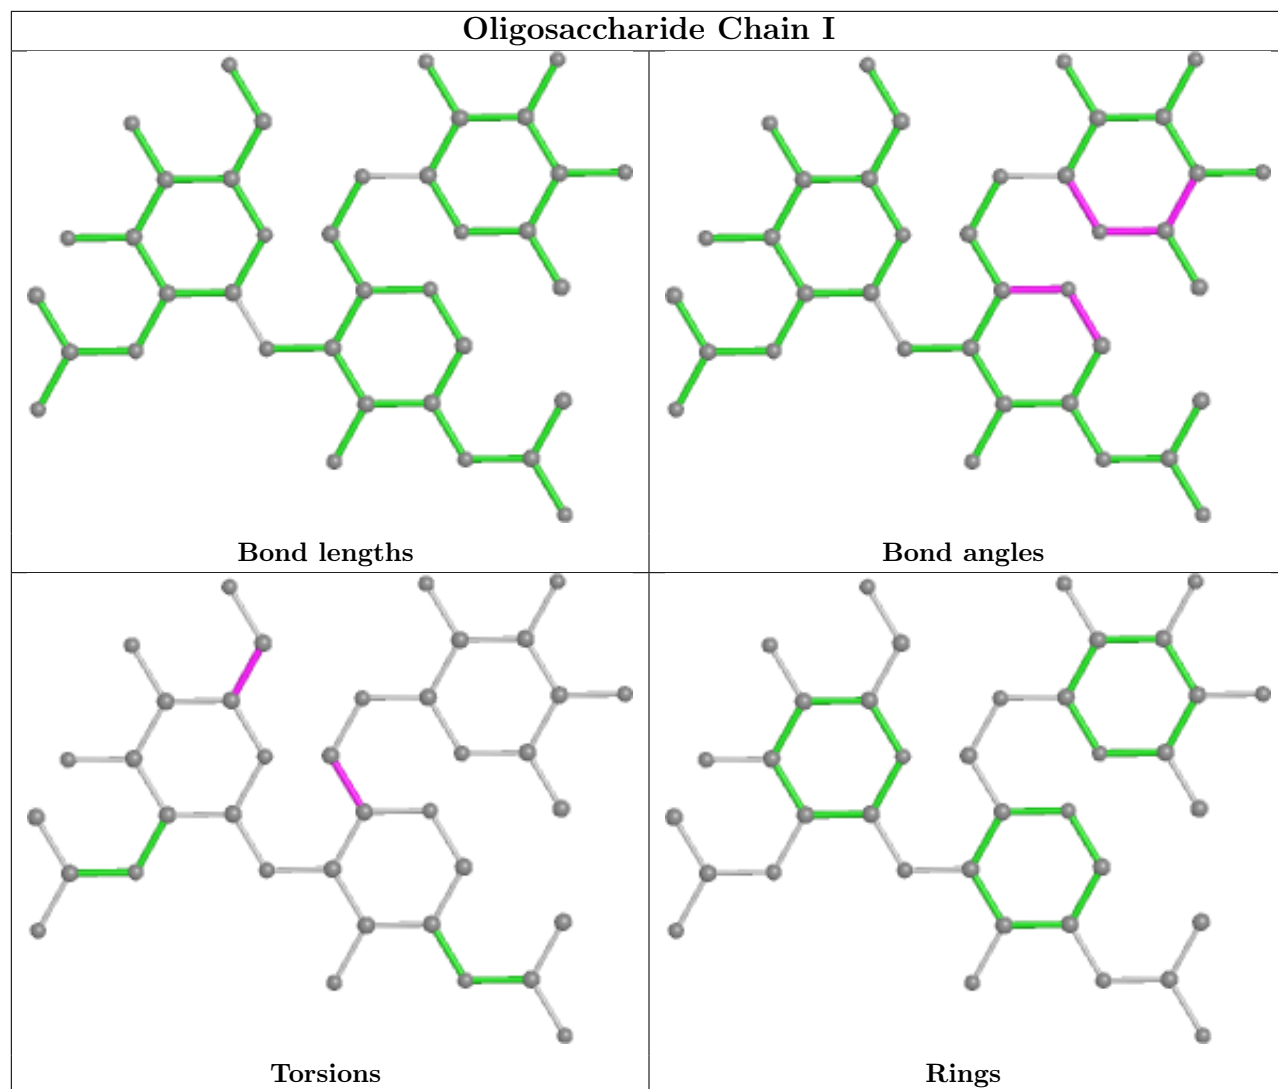 Oligosaccharide Chain I
Bond lengths
Bond angles
Torsions
Rings